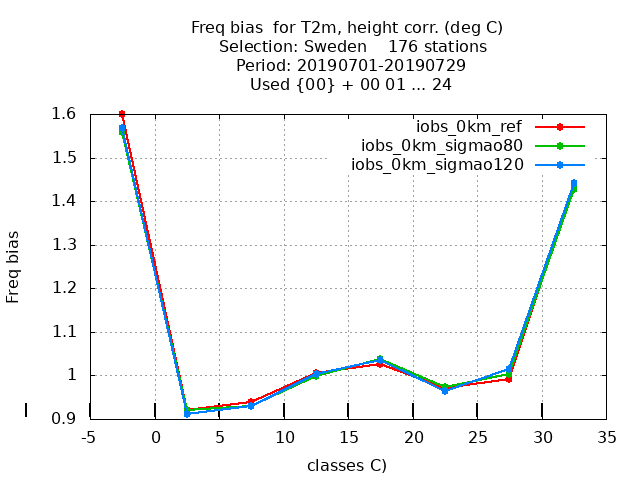 Freq bias  for T2m, height corr. (deg C)
Selection: Sweden    176 stations
Period: 20190701-20190729
Used {00} + 00 01 ... 24
iobs_0km_ref
iobs_0km_sigmao80
iobs_0km_sigmao120
Freq bias
1.6
1.5
1.4
1.3
1.2
1.1
1
0.9
-5 0 5 10 15 20 25 30 35
classes C)